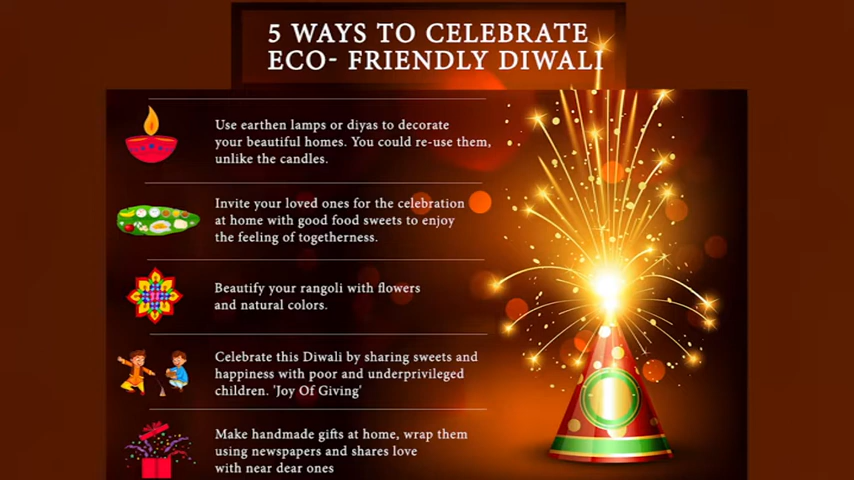 5 WAYS TO CELEBRATE
ECO- FRIENDLY DIWALI
Use earthen lamps or diyas to decorate
your beautiful homes. You could re-use them,
unlike the candles.
Invite your loved ones for the celebration
at home with good food sweets to enjoy
the feeling of togetherness.
Beautify your rangoli with flowers
and natural colors.
Celebrate this Diwali by sharing sweets and
happiness with poor and underprivileged
children. 'Joy Of Giving'
Make handmade gifts at home, wrap them
using newspapers and shares love
with near dear ones